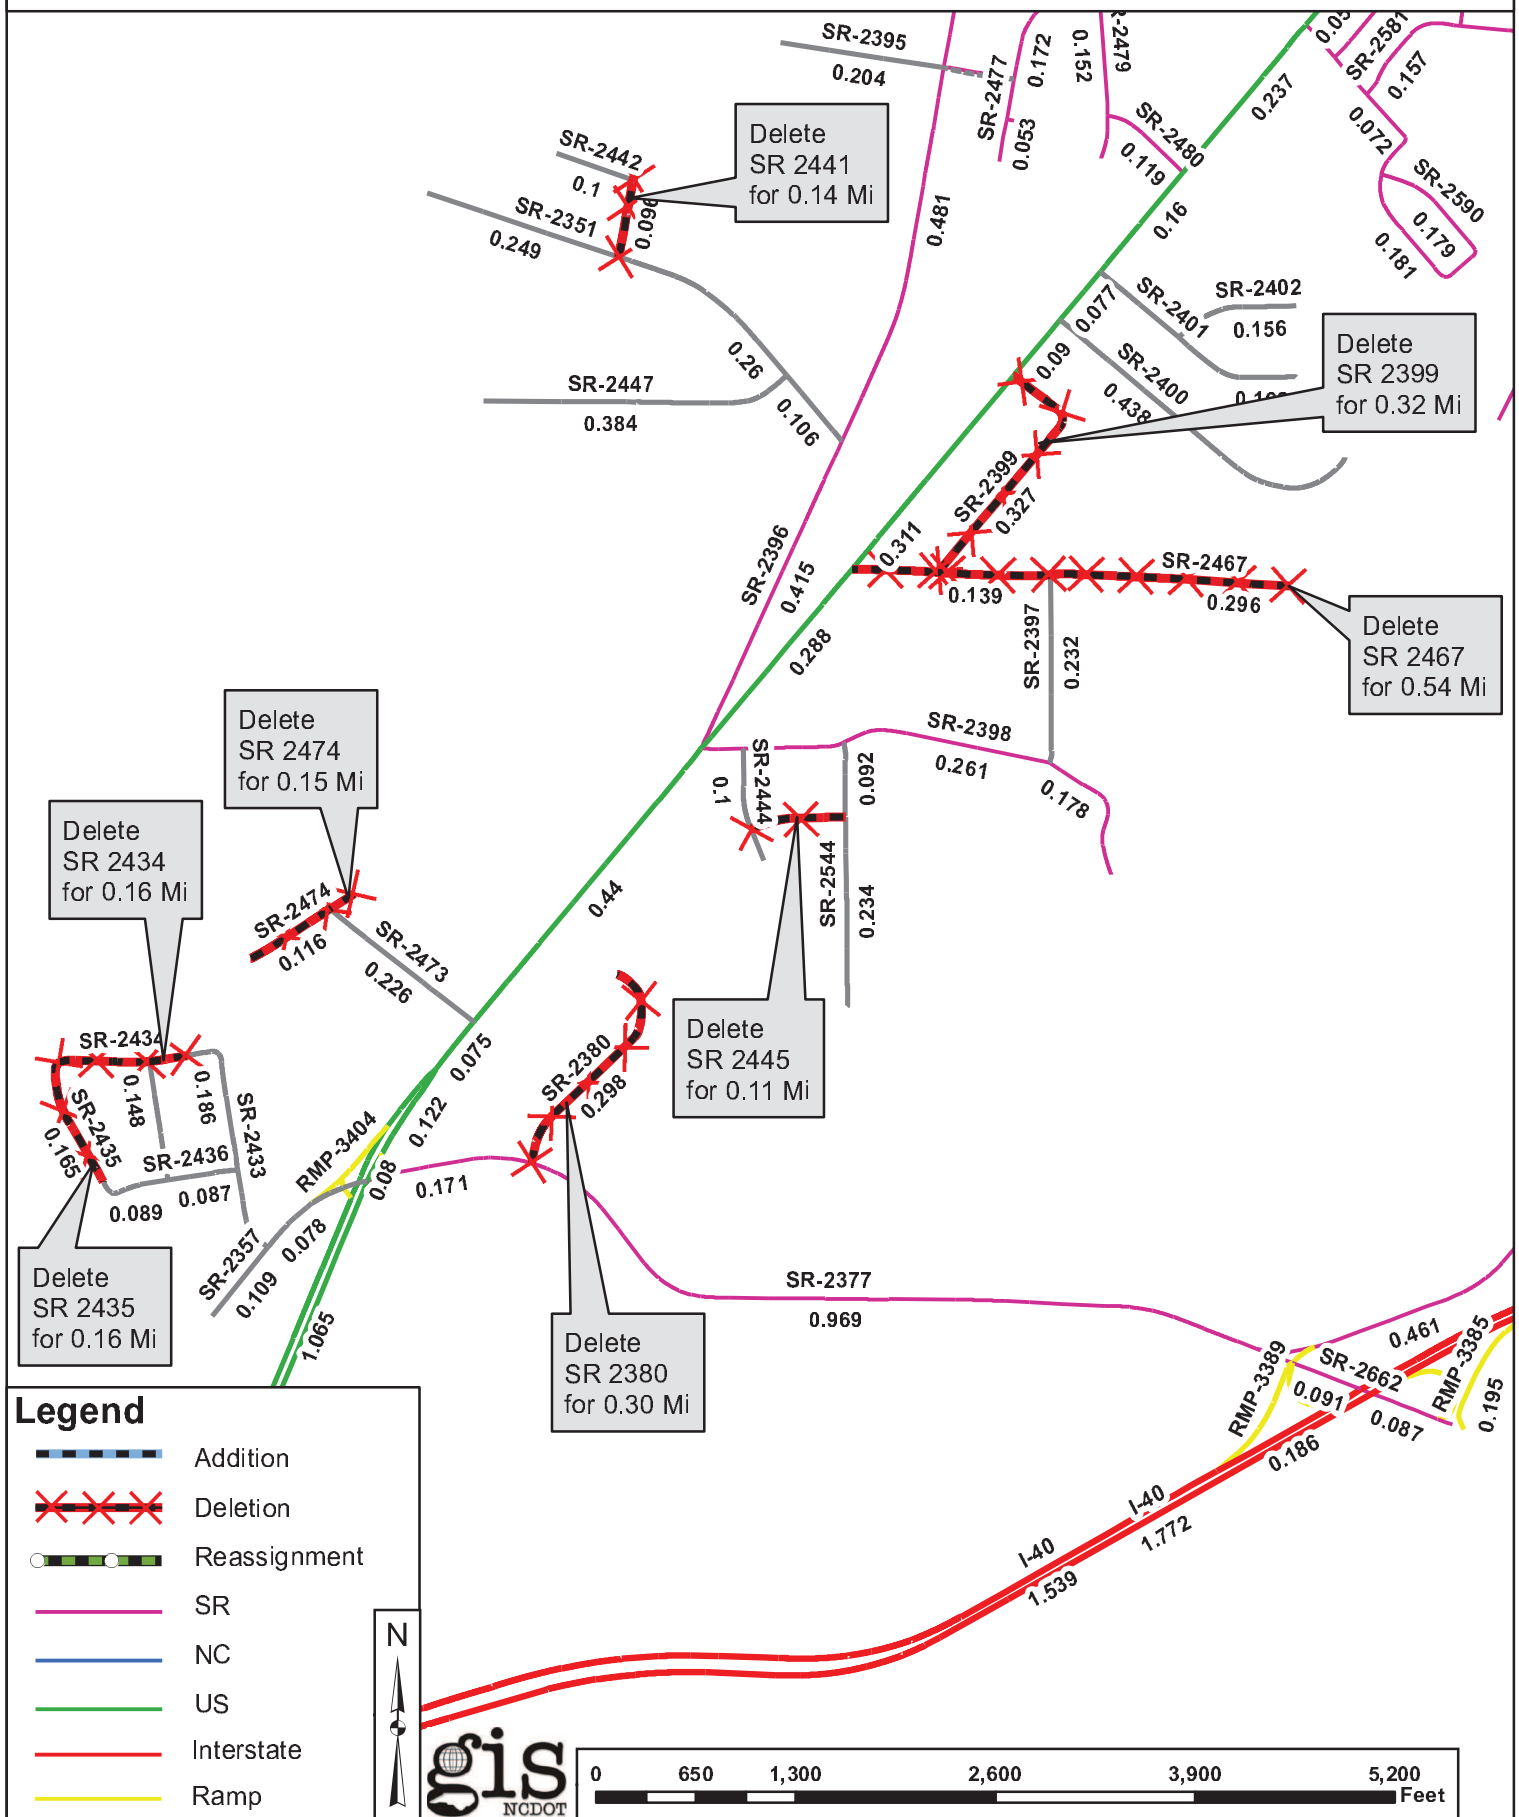 SR-2395
0.204
SR-2477
0.172
0.053
0.152
R-2479
SR-2480
0.119
0.237
0.05
SR-2581
0.157
0.072
SR-2590
0.179
0.181
SR-2442
0.1
SR-2351
0.249
0.096
Delete
SR 2441
for 0.14 Mi
0.481
0.16
0.077
SR-2401
SR-2402
0.156
0.09
SR-2400
0.438
Delete
SR 2399
for 0.32 Mi
0.26
SR-2447
0.384
0.106
SR-2399
0.327
0.311
SR-2396
0.415
0.288
SR-2467
0.139
0.296
SR-2397
0.232
Delete
SR 2467
for 0.54 Mi
Delete
SR 2474
for 0.15 Mi
SR-2398
0.261
0.178
SR-2444
0.1
0.092
SR-2544
0.234
Delete
SR 2434
for 0.16 Mi
0.44
SR-2474
0.116
SR-2473
0.226
Delete
SR 2445
for 0.11 Mi
SR-2434
0.148
0.186
SR-2433
SR-2435
0.165
SR-2436
0.087
0.089
0.075
0.122
RMP-3404
0.08
0.171
SR-2380
0.298
SR-2357
0.078
0.109
1.065
Delete
SR 2435
for 0.16 Mi
Delete
SR 2380
for 0.30 Mi
SR-2377
0.969
0.461
RMP-3389
SR-2662
0.091
0.087
RMP-3385
0.195
0.186
I-40
1.772
I-40
1.539
Legend
Addition
Deletion
Reassignment
SR
NC
US
Interstate
Ramp
N
gis
NCDOT
0 650 1,300 2,600 3,900 5,200
Feet